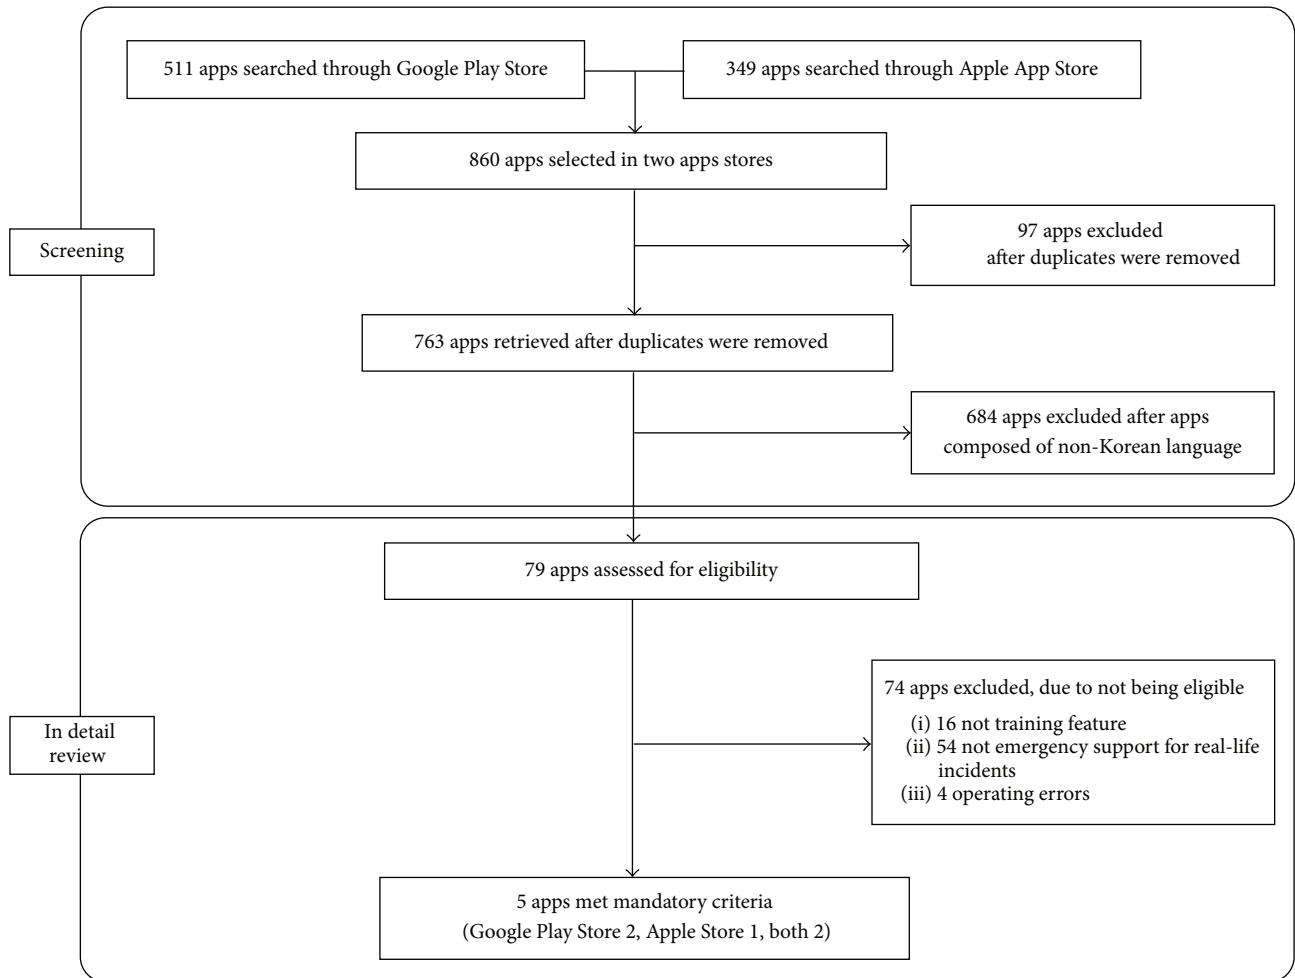 511 apps searched through Google Play Store
349 apps searched through Apple App Store
860 apps selected in two apps stores
97 apps excluded
after duplicates were removed
Screening
763 apps retrieved after duplicates were removed
684 apps excluded after apps
composed of non-Korean language
79 apps assessed for eligibility
74 apps excluded, due to not being eligible
(i) 16 not training feature
(ii) 54 not emergency support for real-life
incidents
(iii) 4 operating errors
In detail
review
5 apps met mandatory criteria
(Google Play Store 2, Apple Store 1, both 2)